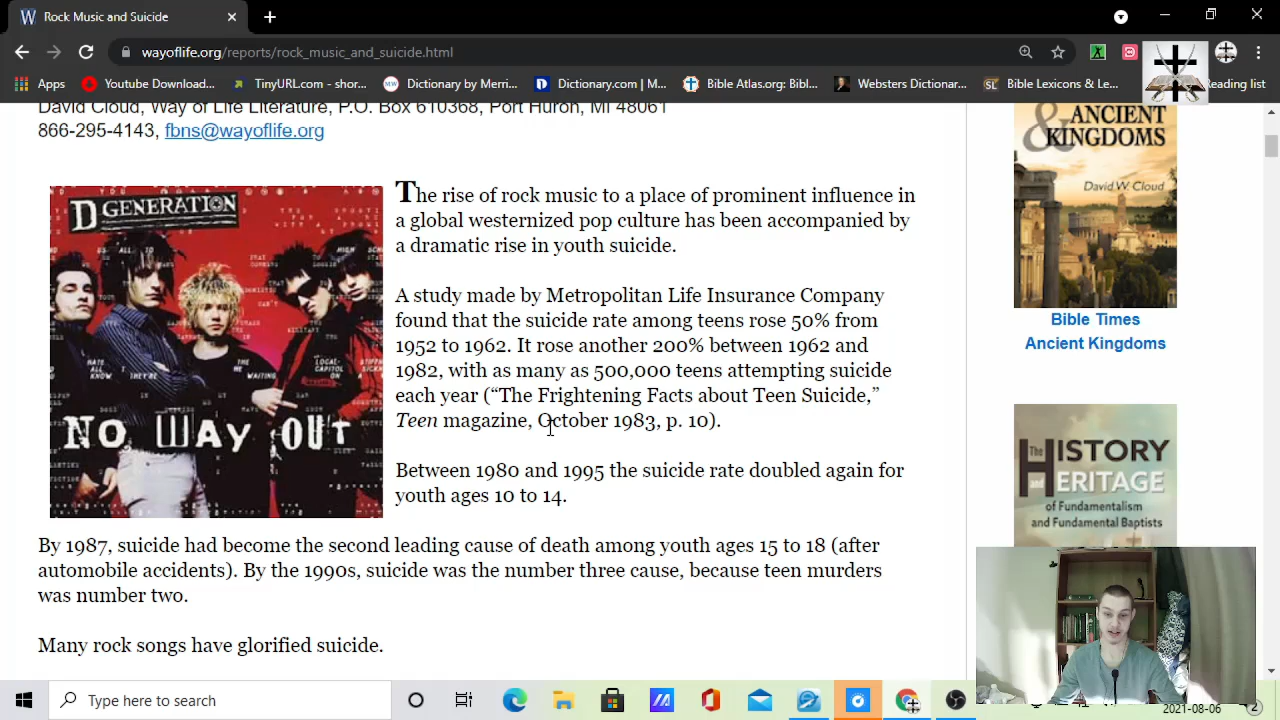 Rock Music and Suicide
wayoflife.org/reports/rock_music_and_suicide.html
Apps
Youtube Download...
TinyURL.com - shor...
Dictionary.com | M...
BibleGas.org: Bibl...
Webster's Dictionar...
Bible Lexicons & Le...
ding list
David Cloud, Way of Life Literature, P.O. Box 610
Port Huron, MI 48061
866-295-4143, fbns@wayoflife.org
D GENERATION
NO WAY OUT
The rise of rock music to a place of prominent influence in
a global westernized pop culture has been accompanied by
a dramatic rise in youth suicide.
A study made by Metropolitan Life Insurance Company
found that the suicide rate among teens rose 50% from
1952 to 1962. It rose another 200% between 1962 and
1982, with as many as 500,000 teens attempting suicide
each year (“The Frightening Facts about Teen Suicide,”
Teen magazine, October 1983, p. 10).
Between 1980 and 1995 the suicide rate doubled again for
youth ages 10 to 14.
By 1987, suicide had become the second leading cause of death among youth ages 15 to 18 (after
automobile accidents). By the 1990s, suicide was the number three cause, because teen murders
was number two.
Many rock songs have glorified suicide.
& ANCIENT
KINGDOMS
David W. Cloud
Bible Times
Ancient Kingdoms
The HISTORY
and HERITAGE
of Fundamentalism
and Fundamental Baptists
Type here to search
2021-08-06
2